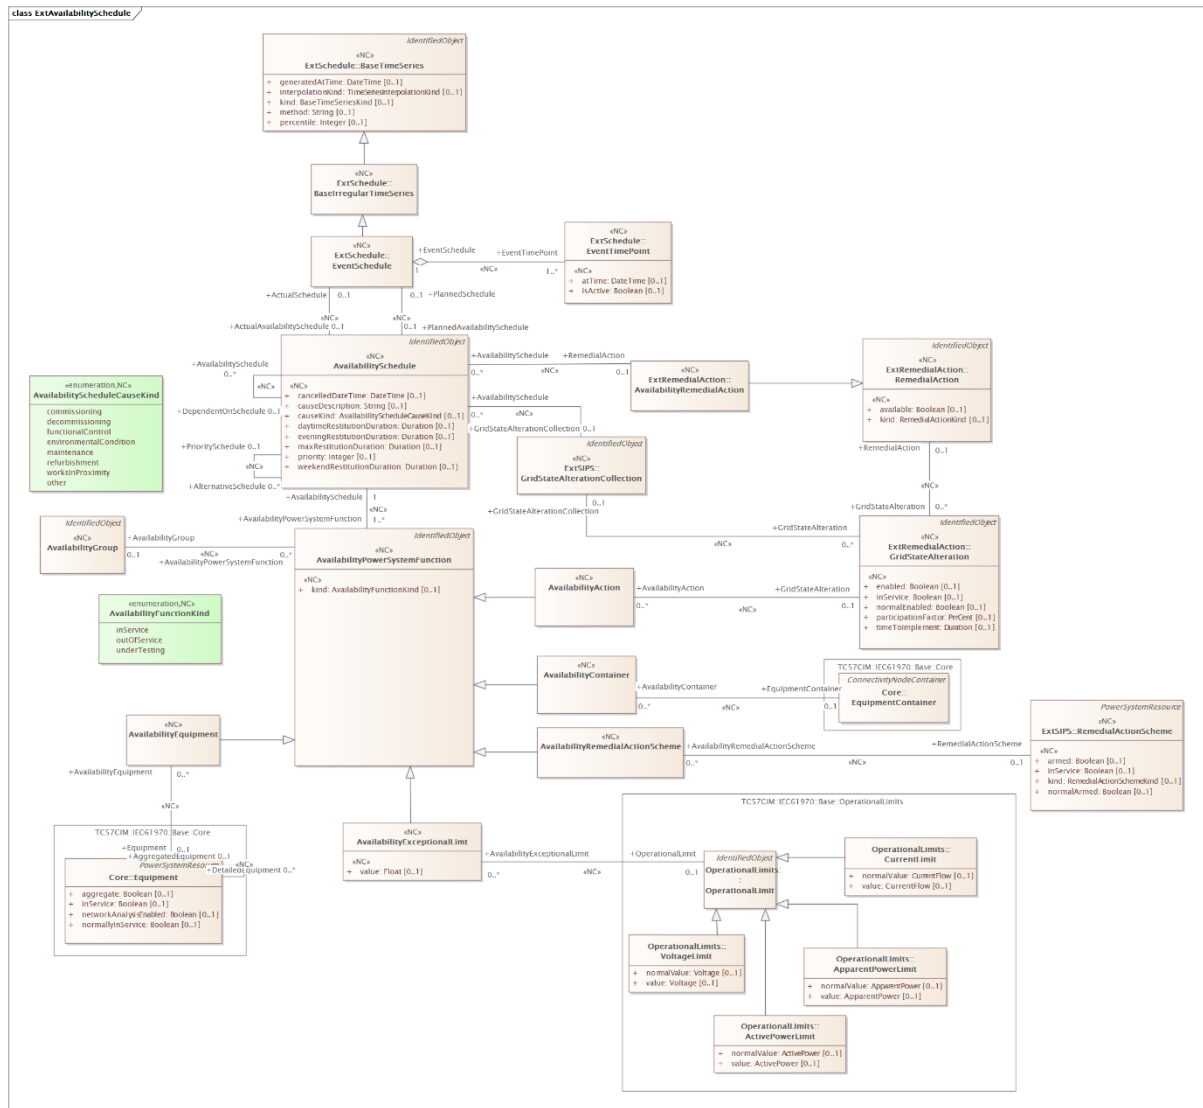 class ExtAvailabilitySchedule
IdentifiedObject
«NC»
ExtSchedule::BaseTimeSeries
+ generatedAtTime: DateTime [0..1]
+ interpolationKind: TimeSeriesInterpolationKind [0..1]
+ kind: BaseTimeSeriesKind [0..1]
+ method: String [0..1]
+ percentile: Integer [0..1]
«NC»
ExtSchedule::
BaseIrregularTimeSeries
«NC»
ExtSchedule::
EventSchedule
+EventSchedule
1
«NC»
+EventTimePoint
1..*
«NC»
ExtSchedule::
EventTimePoint
«NC»
+ atTime: DateTime [0..1]
+ isActive: Boolean [0..1]
+ActualSchedule 0..1
0..1 +PlannedSchedule
«NC»
«NC»
+ActualAvailabilitySchedule 0..1
0..1 +PlannedAvailabilitySchedule
IdentifiedObject
«NC»
AvailabilitySchedule
«NC»
+ cancelledDateTime: DateTime [0..1]
+ causeDescription: String [0..1]
+ causeKind: AvailabilityScheduleCauseKind [0..1]
+ daytimeRestitutionDuration: Duration [0..1]
+ eveningRestitutionDuration: Duration [0..1]
+ maxRestitutionDuration: Duration [0..1]
+ priority: Integer [0..1]
+ weekendRestitutionDuration: Duration [0..1]
+AvailabilitySchedule
0..*
«NC»
+DependentOnSchedule 0..1
+PrioritySchedule 0..1
«NC»
+AlternativeSchedule 0..*
«enumeration,NC»
AvailabilityScheduleCauseKind
commissioning
decommissioning
functionalControl
environmentalCondition
maintenance
refurbishment
worksInProximity
other
+AvailabilitySchedule
0..*
«NC»
+RemedialAction
0..1
«NC»
ExtRemedialAction::
AvailabilityRemedialAction
IdentifiedObject
«NC»
ExtRemedialAction::
RemedialAction
«NC»
+ available: Boolean [0..1]
+ kind: RemedialActionKind [0..1]
+AvailabilitySchedule
0..*
«NC»
+GridStateAlterationCollection 0..1
IdentifiedObject
«NC»
ExtSIPS::
GridStateAlterationCollection
0..1
+GridStateAlterationCollection
«NC»
+GridStateAlteration
0..*
+RemedialAction
0..1
«NC»
+GridStateAlteration
0..*
IdentifiedObject
«NC»
ExtRemedialAction::
GridStateAlteration
«NC»
+ enabled: Boolean [0..1]
+ inService: Boolean [0..1]
+ normalEnabled: Boolean [0..1]
+ participationFactor: PerCent [0..1]
+ timeToImplement: Duration [0..1]
+AvailabilitySchedule 1
«NC»
+AvailabilityPowerSystemFunction 1..*
IdentifiedObject
«NC»
AvailabilityGroup
+AvailabilityGroup
0..1
«NC»
0..*
+AvailabilityPowerSystemFunction
IdentifiedObject
«NC»
AvailabilityPowerSystemFunction
«NC»
+ kind: AvailabilityFunctionKind [0..1]
«enumeration,NC»
AvailabilityFunctionKind
inService
outOfService
underTesting
«NC»
AvailabilityAction
+AvailabilityAction
0..*
«NC»
+GridStateAlteration
0..1
«NC»
AvailabilityContainer
+AvailabilityContainer
0..*
«NC»
+EquipmentContainer
0..1
TC57CIM::IEC61970::Base::Core
ConnectivityNodeContainer
Core::
EquipmentContainer
«NC»
AvailabilityRemedialActionScheme
+AvailabilityRemedialActionScheme
0..*
«NC»
+RemedialActionScheme
0..1
PowerSystemResource
«NC»
ExtSIPS::RemedialActionScheme
«NC»
+ armed: Boolean [0..1]
+ inService: Boolean [0..1]
+ kind: RemedialActionSchemeKind [0..1]
+ normalArmed: Boolean [0..1]
«NC»
AvailabilityEquipment
+AvailabilityEquipment
0..*
«NC»
TC57CIM::IEC61970::Base::Core
+Equipment 0..1
+AggregatedEquipment 0..1
«NC»
+DetailedEquipment 0..*
Core::Equipment
+ aggregate: Boolean [0..1]
+ inService: Boolean [0..1]
+ networkAnalysisEnabled: Boolean [0..1]
+ normallyInService: Boolean [0..1]
«NC»
AvailabilityExceptionalLimit
«NC»
+ value: Float [0..1]
+AvailabilityExceptionalLimit
0..*
«NC»
+OperationalLimit
0..1
TC57CIM::IEC61970::Base::OperationalLimits
IdentifiedObject
OperationalLimits:
:
OperationalLimit
OperationalLimits::
CurrentLimit
+ normalValue: CurrentFlow [0..1]
+ value: CurrentFlow [0..1]
OperationalLimits::
VoltageLimit
+ normalValue: Voltage [0..1]
+ value: Voltage [0..1]
OperationalLimits::
ApparentPowerLimit
+ normalValue: ApparentPower [0..1]
+ value: ApparentPower [0..1]
OperationalLimits::
ActivePowerLimit
+ normalValue: ActivePower [0..1]
+ value: ActivePower [0..1]